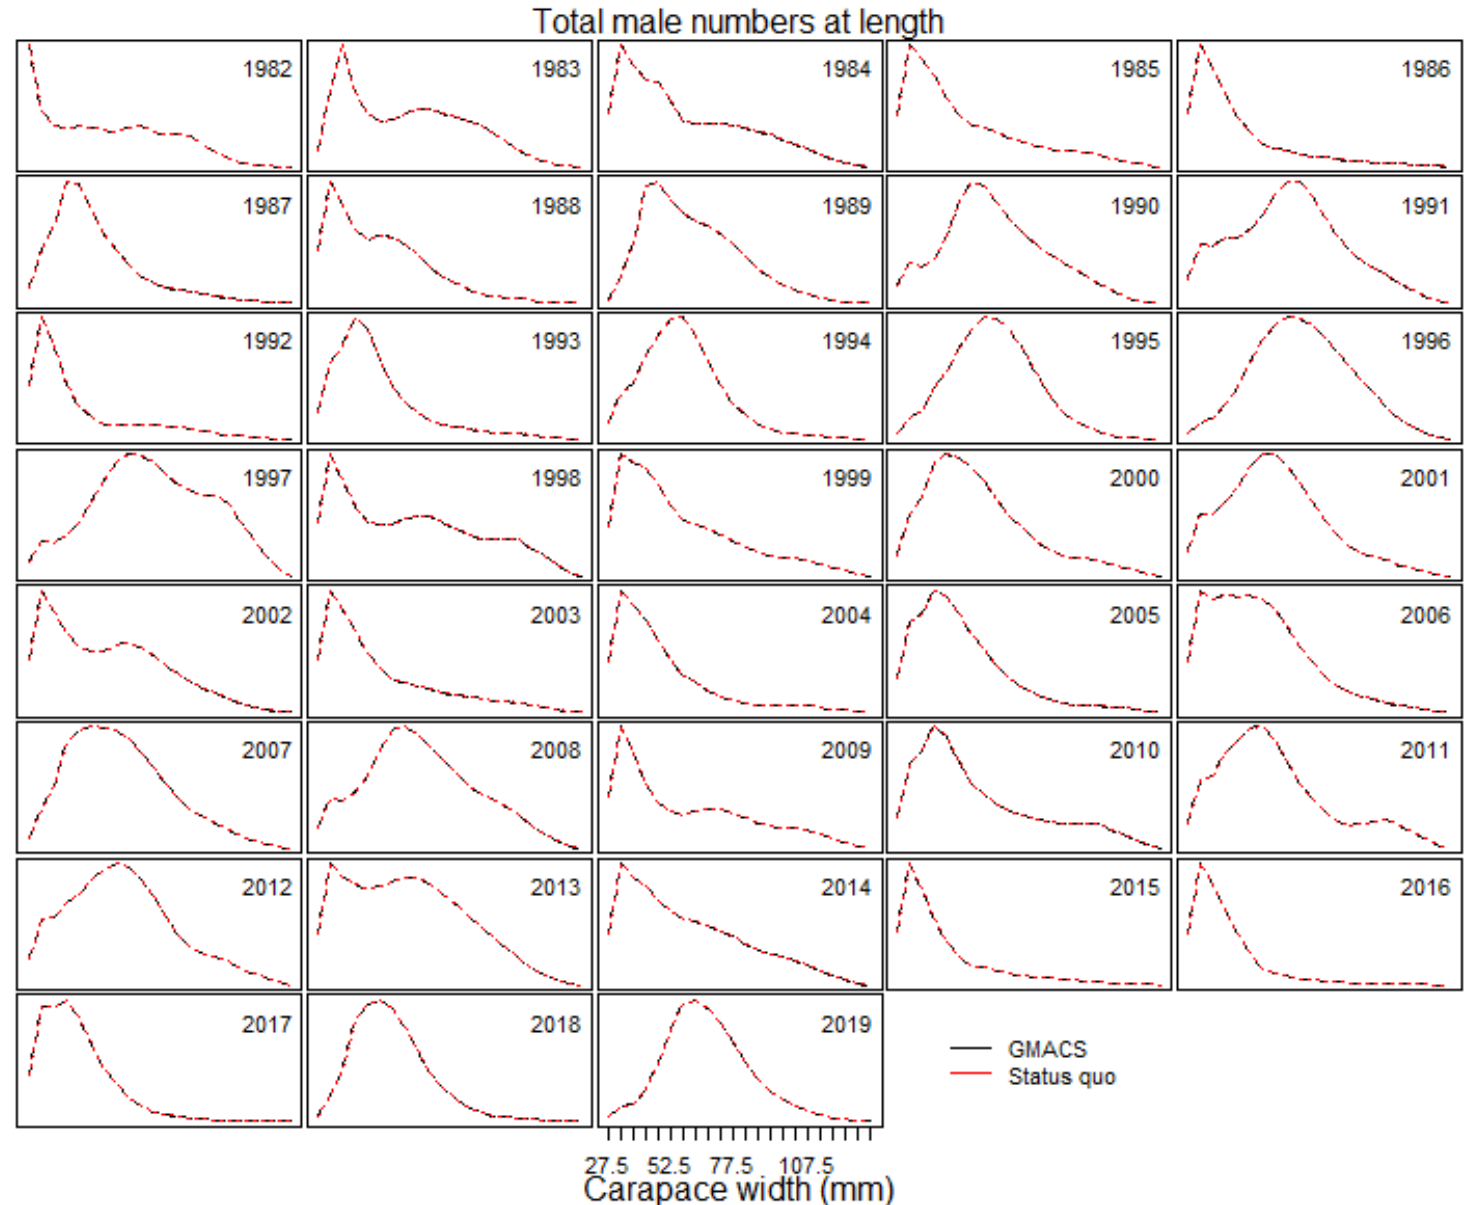 Total male numbers at length
1982 1983 1984 1985 1986
1987 1988 1989 1990 1991
1992 1993 1994 1995 1996
1997 1998 1999 2000 2001
2002 2003 2004 2005 2006
2007 2008 2009 2010 2011
2012 2013 2014 2015 2016
2017 2018 2019
GMACS
Status quo
27.5 52.5 77.5 107.5
Carapace width (mm)